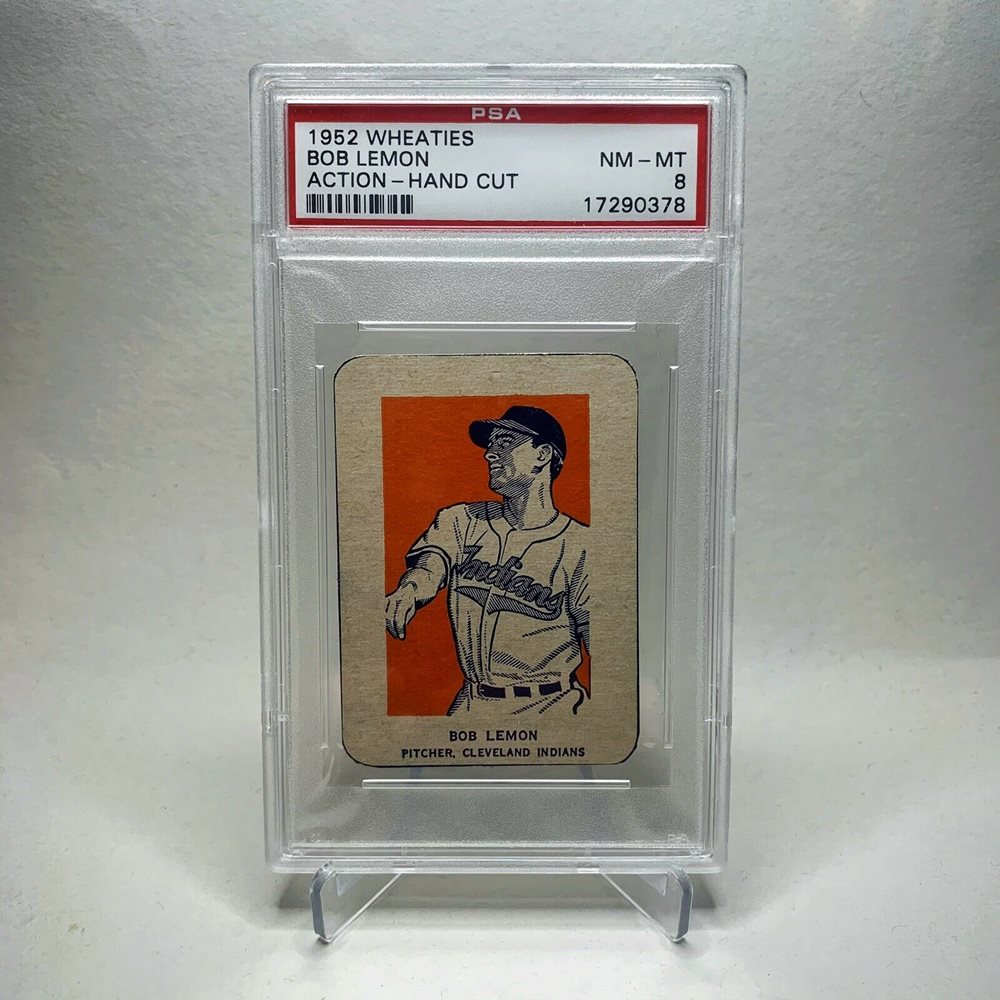 PSA
1952 WHEATIES
BOB LEMON NM-MT
ACTION-HAND CUT 8
17290378
Indians
BOB LEMON
PITCHER, CLEVELAND INDIANS